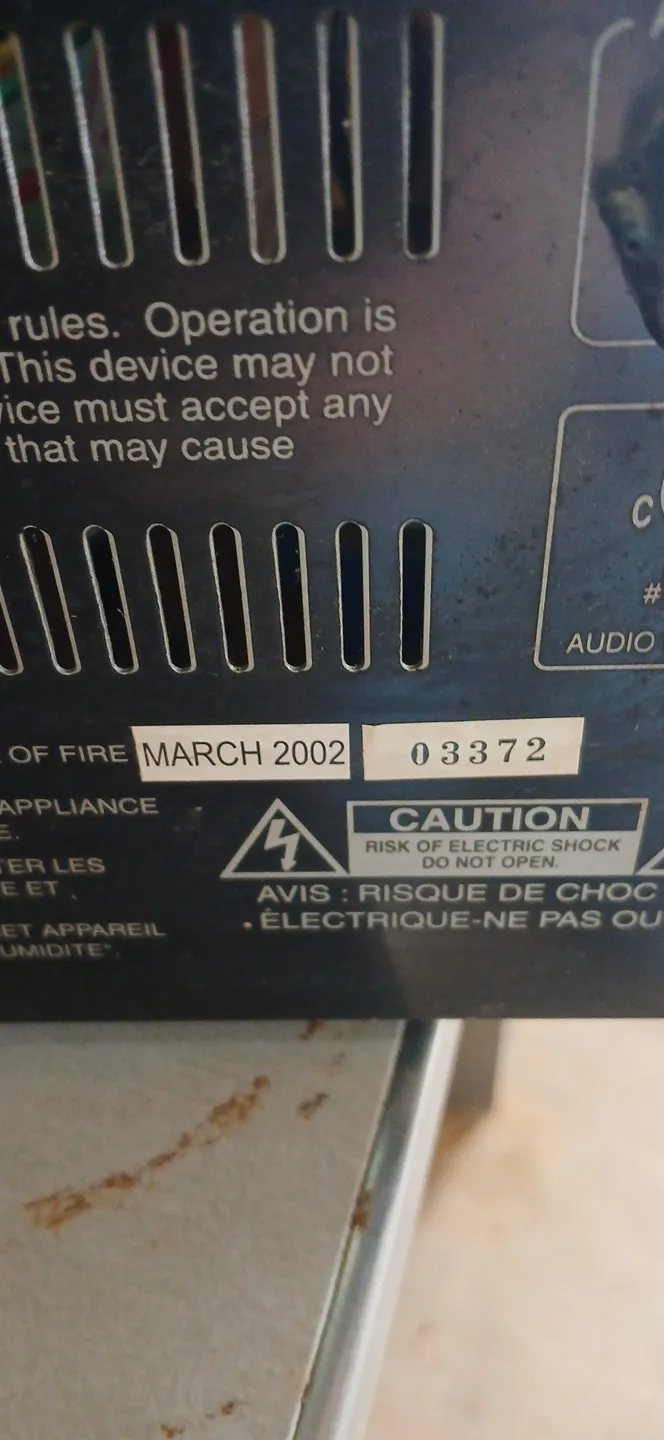 rules. Operation is
This device may not
vice must accept any
that may cause
C
#
AUDIO
OF FIRE MARCH 2002 03372
APPLIANCE
E.
TER LES
E ET .
ET APPAREIL
UMIDITE".
CAUTION
RISK OF ELECTRIC SHOCK
DO NOT OPEN.
AVIS : RISQUE DE CHOC
ÉLECTRIQUE-NE PAS OU